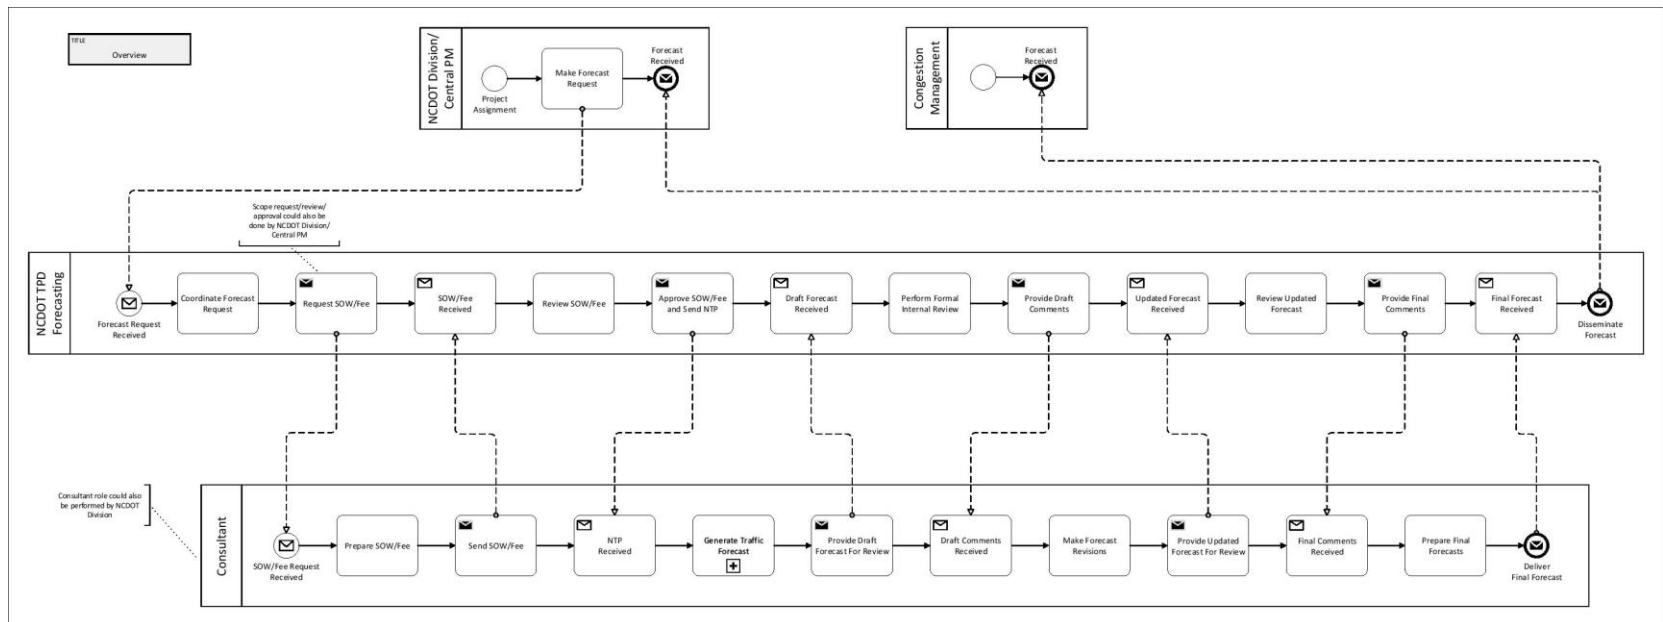 TITLE
Overview
NCDOT Division/
Central PM
Project
Assignment
Make Forecast
Request
Forecast
Received
Congestion
Management
Forecast
Received
Scope request/review/
approval could also be
done by NCDOT Division/
Central PM
NCDOT TPD
Forecasting
Forecast Request
Received
Coordinate Forecast
Request
Request SOW/Fee
SOW/Fee
Received
Review SOW/Fee
Approve SOW/Fee
and Send NTP
Draft Forecast
Received
Perform Formal
Internal Review
Provide Draft
Comments
Updated Forecast
Received
Review Updated
Forecast
Provide Final
Comments
Final Forecast
Received
Disseminate
Forecast
Consultant role could also
be performed by NCDOT
Division
Consultant
SOW/Fee Request
Received
Prepare SOW/Fee
Send SOW/Fee
NTP
Received
Generate Traffic
Forecast
Provide Draft
Forecast For Review
Draft Comments
Received
Make Forecast
Revisions
Provide Updated
Forecast For Review
Final Comments
Received
Prepare Final
Forecasts
Deliver
Final Forecast